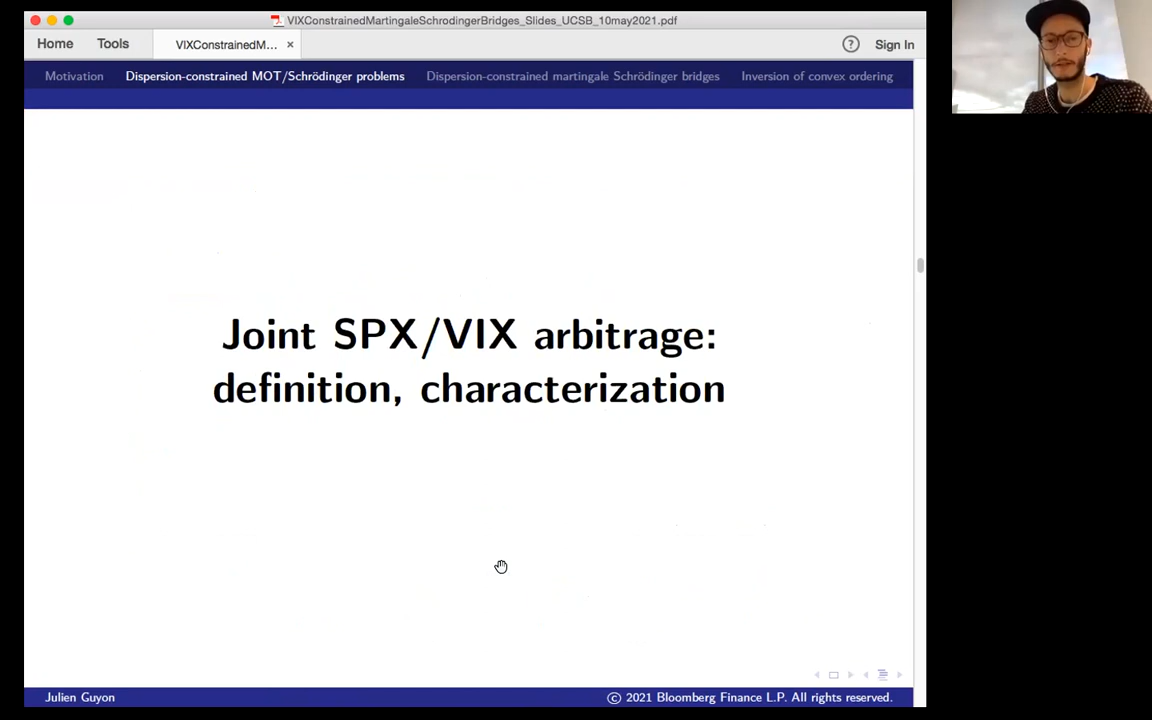 VIXConstrainedMartingaleSchrodingerBridges_Slides_UCSB_10may2021.pdf
Home Tools VIXConstrainedM... × ? Sign In
Motivation Dispersion-constrained MOT/Schrödinger problems Dispersion-constrained martingale Schrödinger bridges Inversion of convex ordering
Joint SPX/VIX arbitrage:
definition, characterization
Julien Guyon © 2021 Bloomberg Finance L.P. All rights reserved.